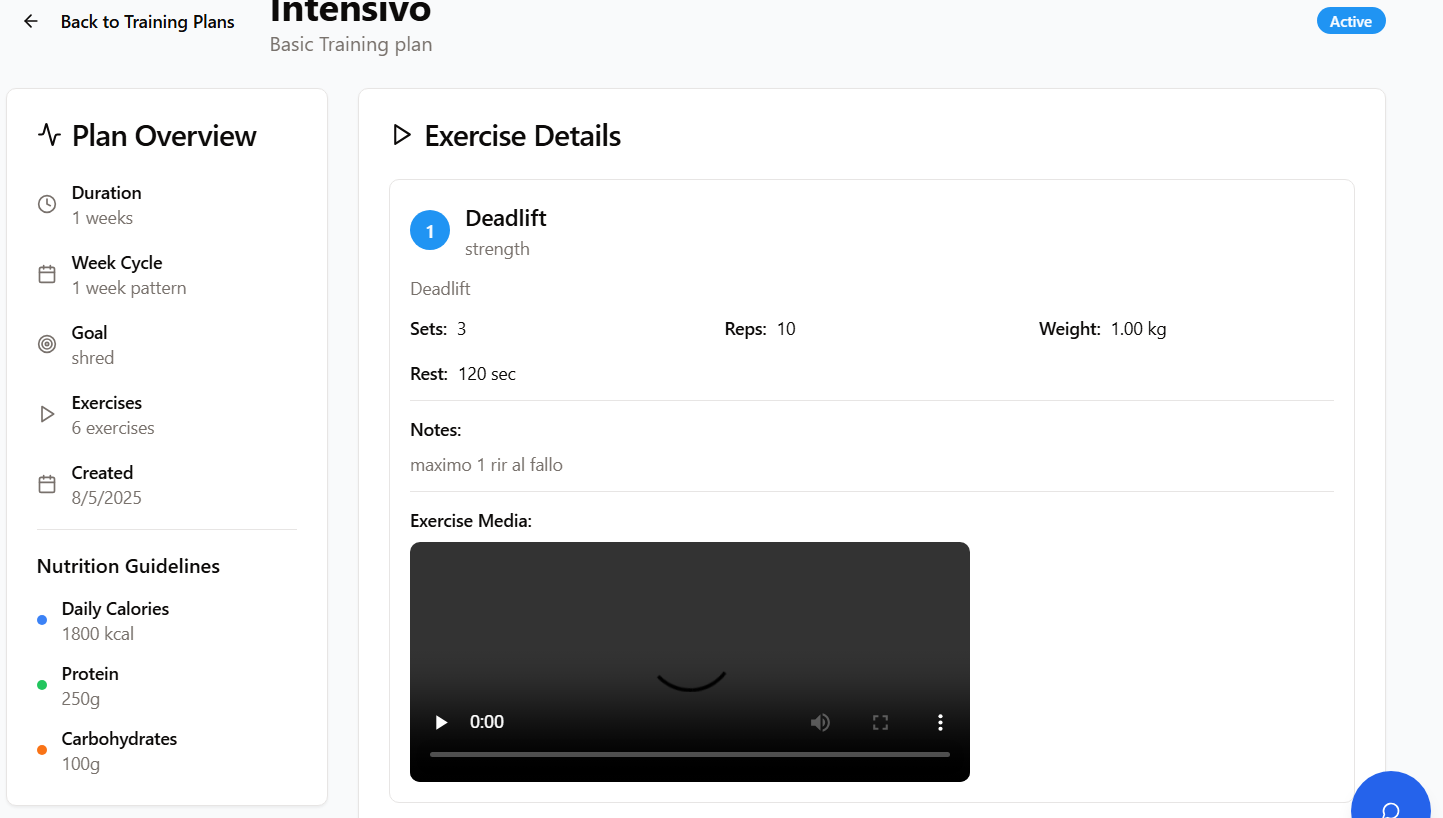 Back to Training Plans
Intensivo
Basic Training plan
Active
Plan Overview
Duration
1 weeks
Week Cycle
1 week pattern
Goal
shred
Exercises
6 exercises
Created
8/5/2025
Nutrition Guidelines
Daily Calories
1800 kcal
Protein
250g
Carbohydrates
100g
Exercise Details
1
Deadlift
strength
Deadlift
Sets: 3 Reps: 10 Weight: 1.00 kg
Rest: 120 sec
Notes:
maximo 1 rir al fallo
Exercise Media:
0:00